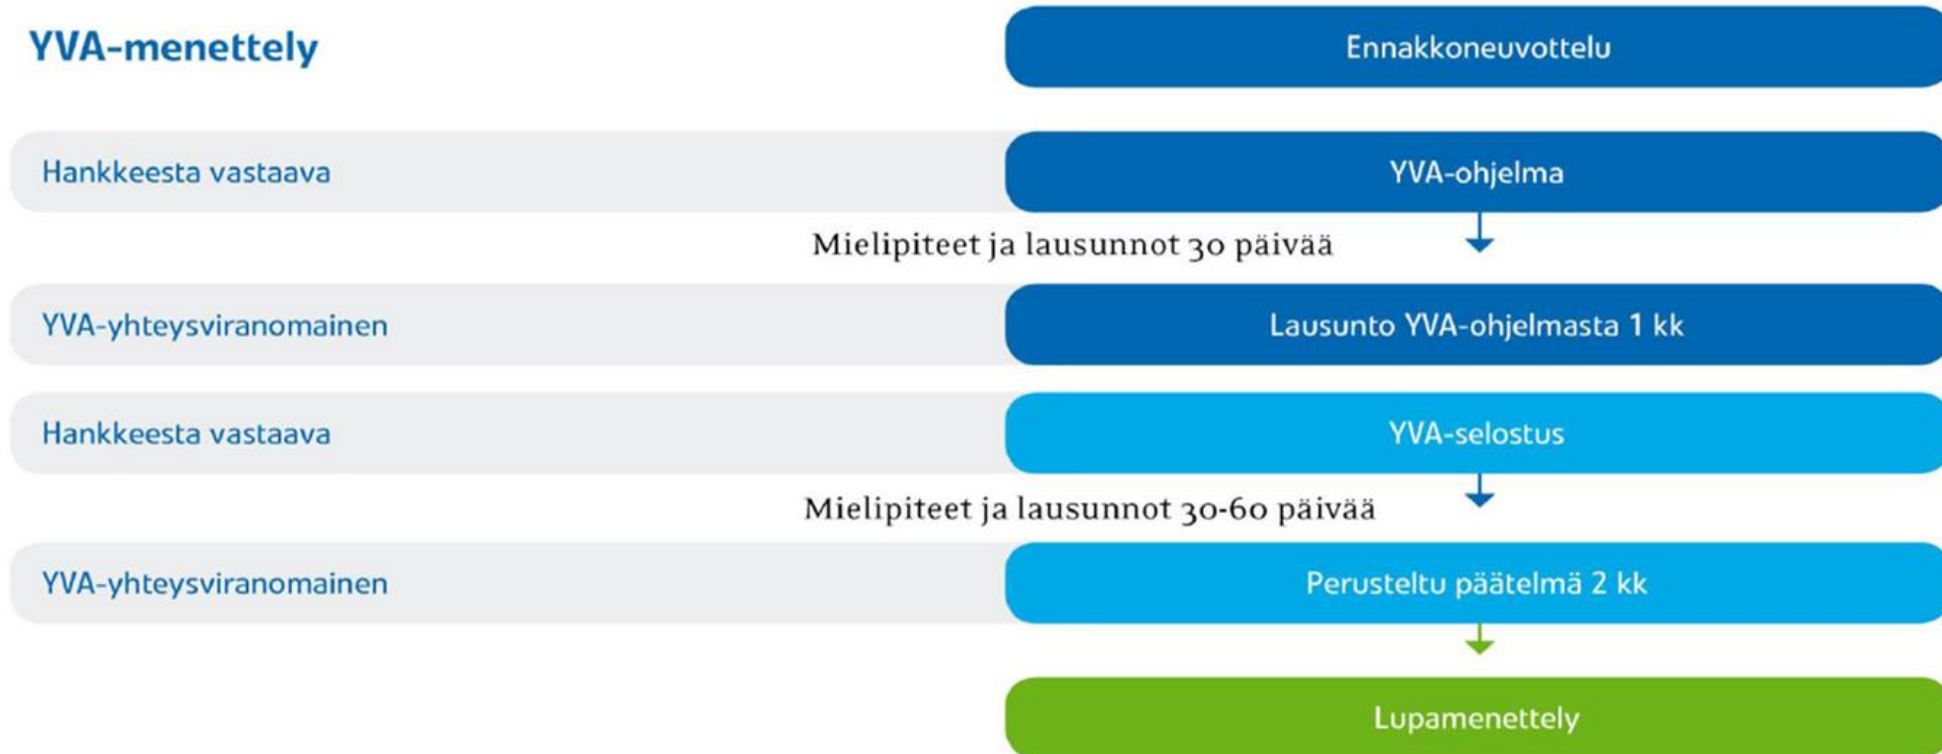 YVA-menettely
Ennakkoneuvottelu
Hankkeesta vastaava
YVA-ohjelma
Mielipiteet ja lausunnot 30 päivää
YVA-yhteysviranomainen
Lausunto YVA-ohjelmasta 1 kk
Hankkeesta vastaava
YVA-selostus
Mielipiteet ja lausunnot 30-60 päivää
YVA-yhteysviranomainen
Perusteltu päätelmä 2 kk
Lupamenettely